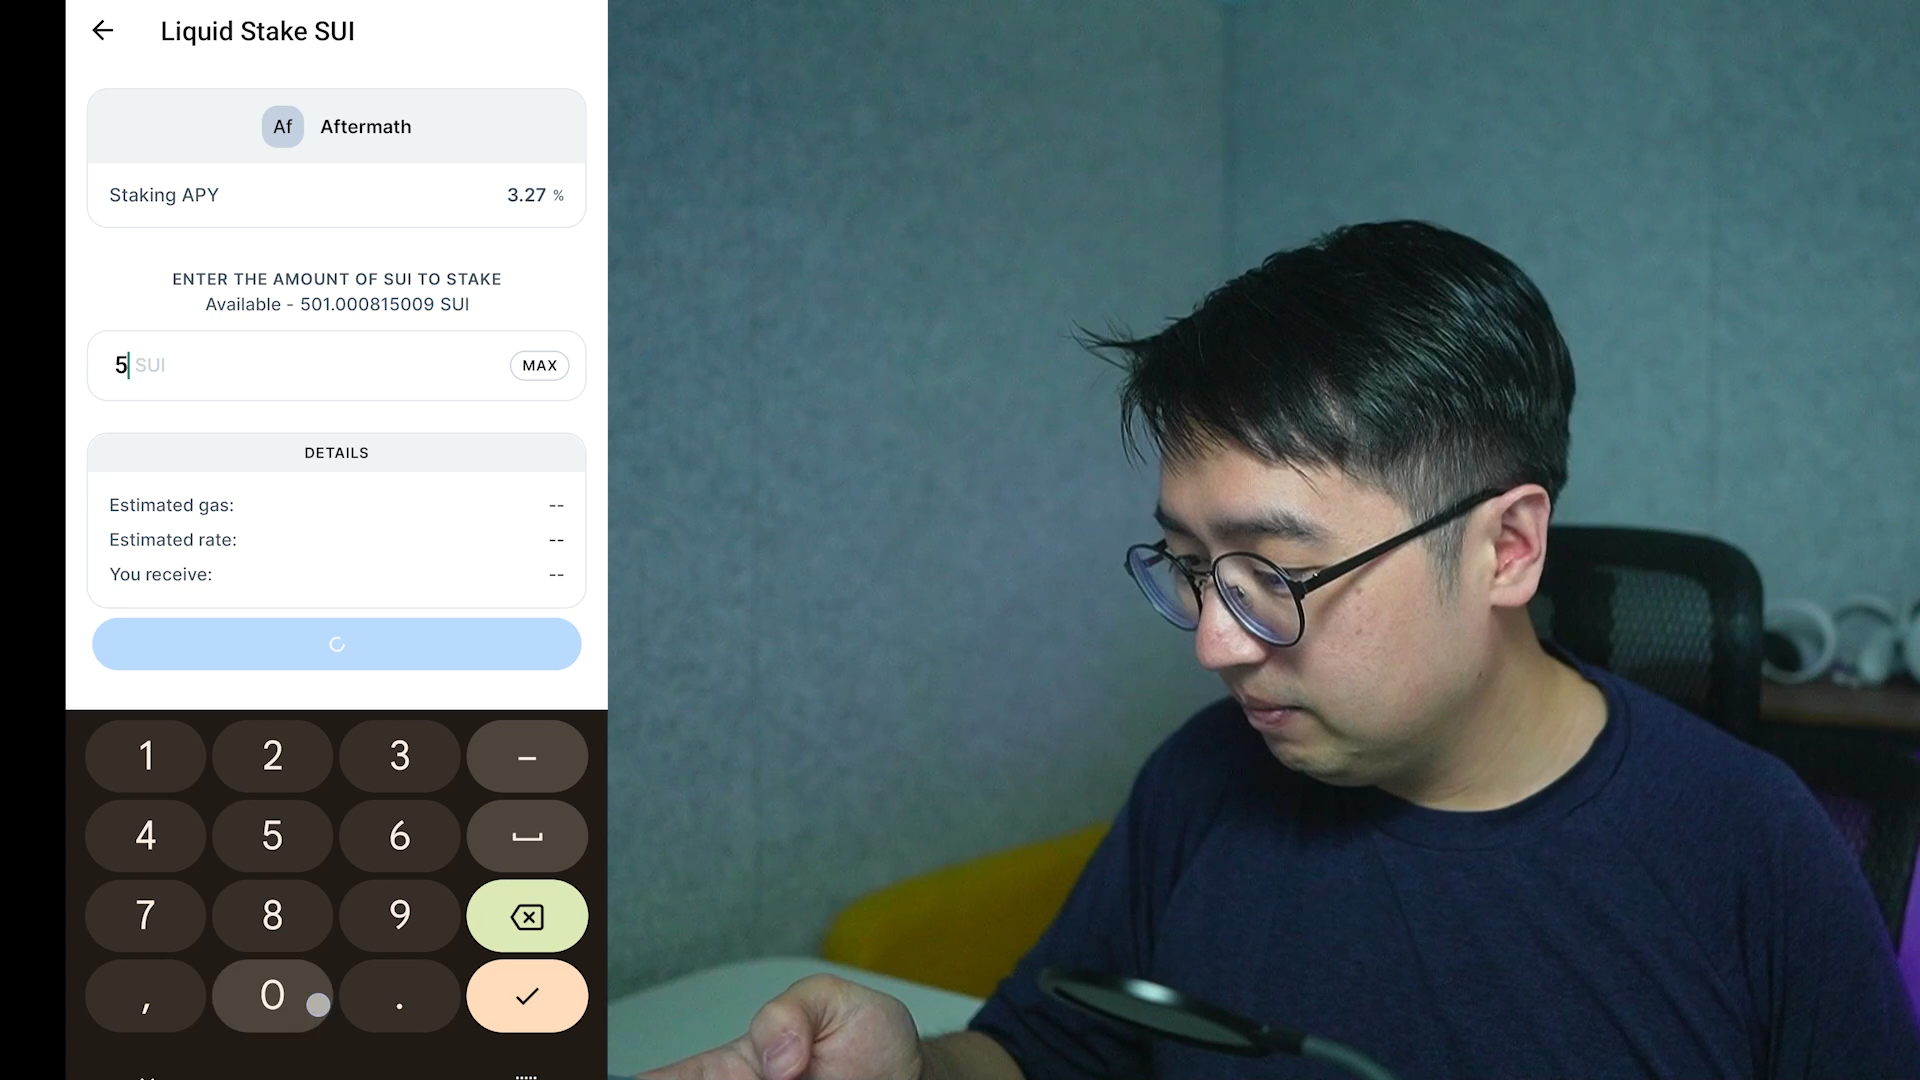 Liquid Stake SUI
Af Aftermath
Staking APY 3.27 %
ENTER THE AMOUNT OF SUI TO STAKE
Available - 501.000815009 SUI
5 SUI MAX
DETAILS
Estimated gas: --
Estimated rate: --
You receive: --
1 2 3 –
4 5 6
7 8 9
, 0 .